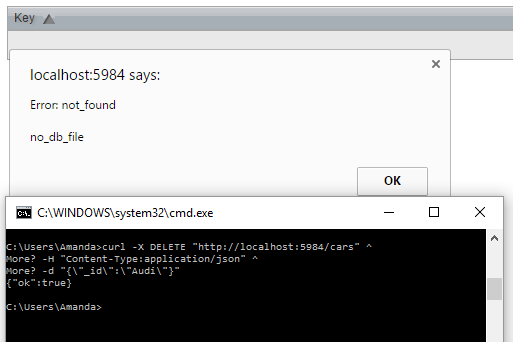 Key
localhost:5984 says:
Error: not_found
no_db_file
OK
C:\WINDOWS\system32\cmd.exe
C:\Users\Amanda>curl -X DELETE "http://localhost:5984/cars" ^
More? -H "Content-Type:application/json" ^
More? -d "{\"_id\":\"Audi\"}"
{"ok":true}
C:\Users\Amanda>